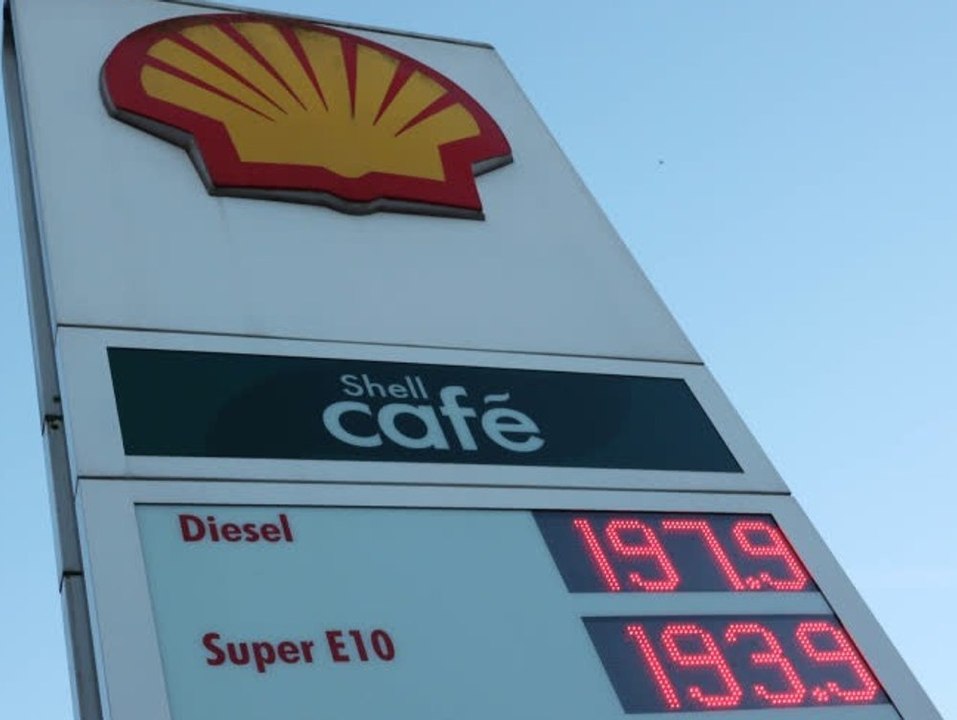 Shell
café
Diesel 197.9
Super E10 193.9